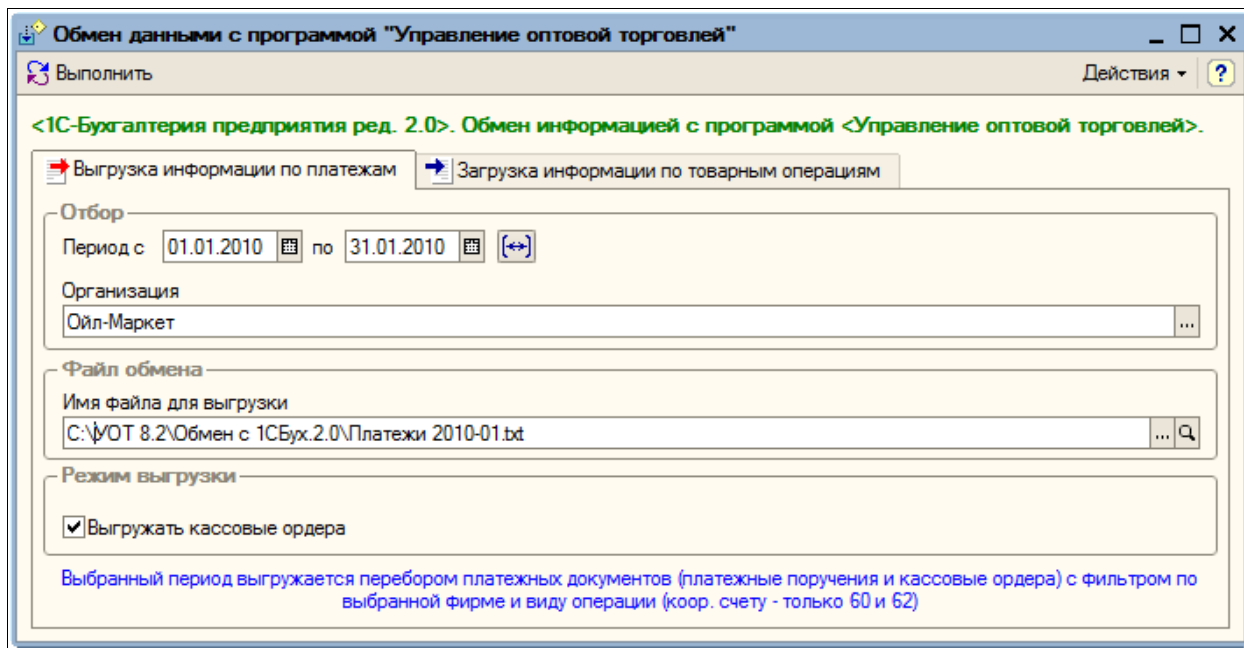 Обмен данными с программой "Управление оптовой торговлей"
Выполнить
Действия
?
<1С-Бухгалтерия предприятия ред. 2.0>. Обмен информацией с программой <Управление оптовой торговлей>.
Выгрузка информации по платежам
Загрузка информации по товарным операциям
Отбор
Период с 01.01.2010 по 31.01.2010
Организация
Ойл-Маркет
...
Файл обмена
Имя файла для выгрузки
C:\УОТ 8.2\Обмен с 1СБух.2.0\Платежи 2010-01.txt
...
Режим выгрузки
Выгружать кассовые ордера
Выбранный период выгружается перебором платежных документов (платежные поручения и кассовые ордера) с фильтром по
выбранной фирме и виду операции (коор. счету - только 60 и 62)